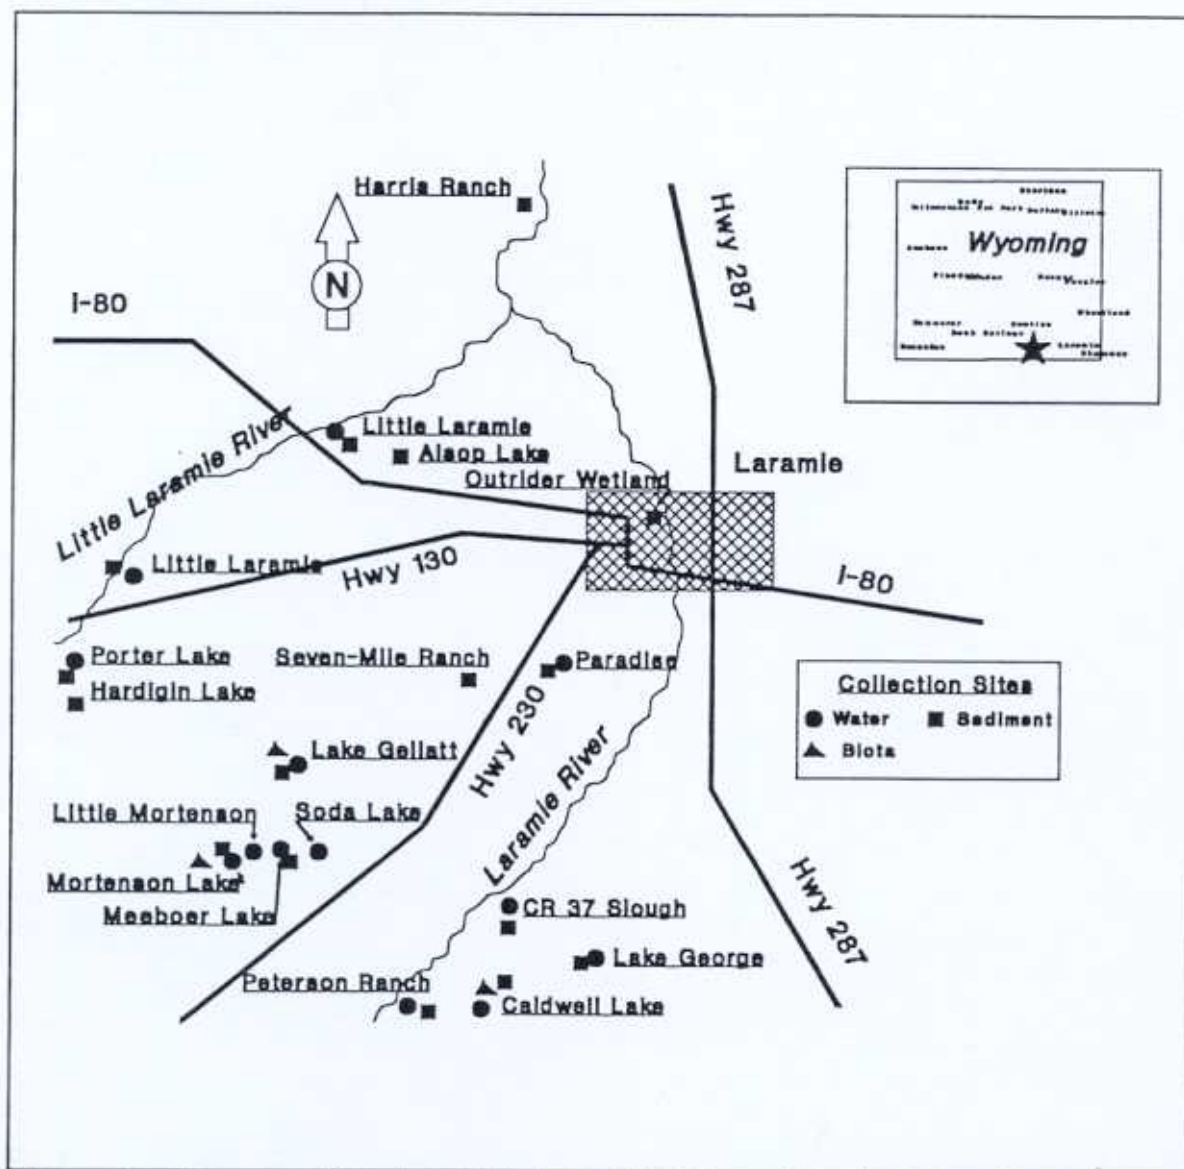 Harris Ranch
Hwy 287
N
I-80
Wyoming
Laramie
Little Laramie River
Little Laramie
Alsop Lake
Outrider Wetland
Laramie
Little Laramie
Hwy 130
I-80
Porter Lake
Hardigin Lake
Seven-Mile Ranch
Paradise
Hwy 230
Collection Sites
Water
Sediment
Biota
Lake Gellatt
Little Mortenson
Soda Lake
Laramie River
Mortenson Lake
Meeboer Lake
CR 37 Slough
Lake George
Hwy 287
Peterson Ranch
Caldwell Lake